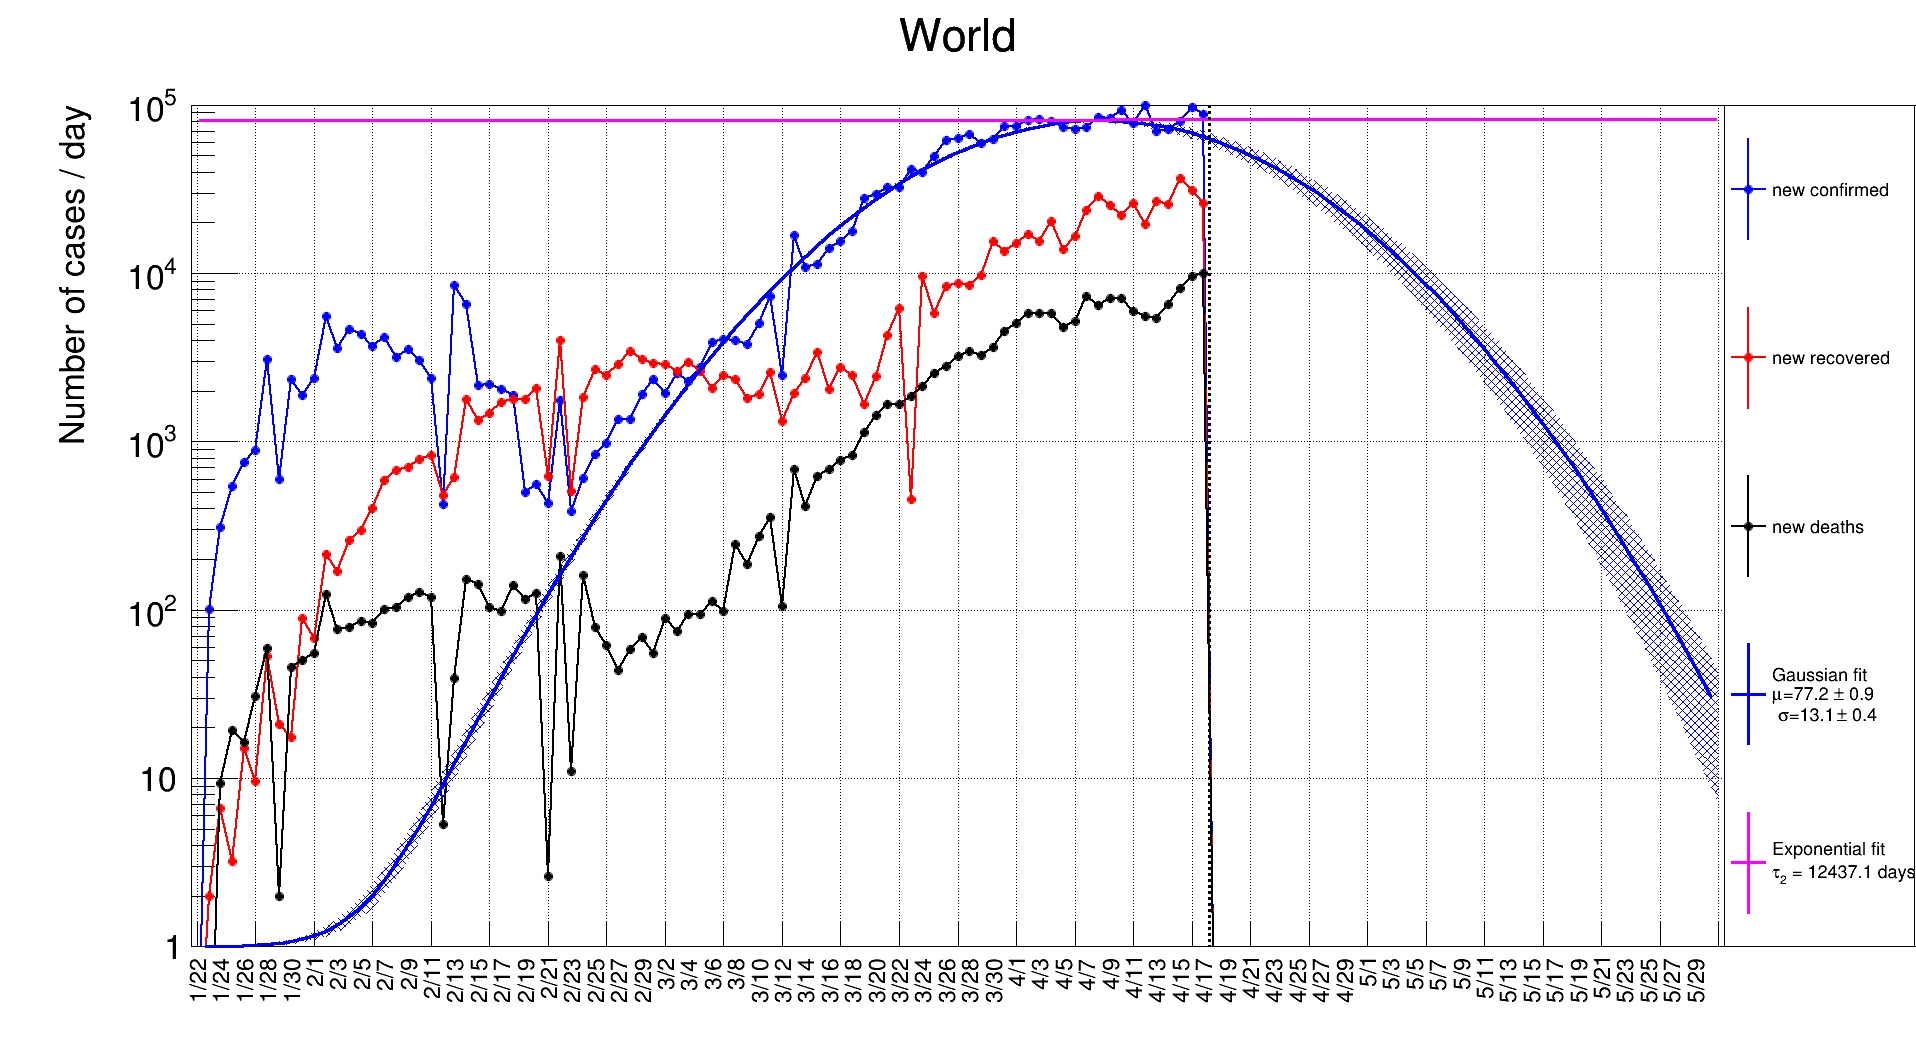 World
Number of cases / day
10⁵
10⁴
10³
10²
10
1
1/22 1/24 1/26 1/28 1/30 2/1 2/3 2/5 2/7 2/9 2/11 2/13 2/15 2/17 2/19 2/21 2/23 2/25 2/27 2/29 3/2 3/4 3/6 3/8 3/10 3/12 3/14 3/16 3/18 3/20 3/22 3/24 3/26 3/28 3/30 4/1 4/3 4/5 4/7 4/9 4/11 4/13 4/15 4/17 4/19 4/21 4/23 4/25 4/27 4/29 5/1 5/3 5/5 5/7 5/9 5/11 5/13 5/15 5/17 5/19 5/21 5/23 5/25 5/27 5/29
new confirmed
new recovered
new deaths
Gaussian fit
μ=77.2 ± 0.9
σ=13.1 ± 0.4
Exponential fit
τ₂ = 12437.1 days